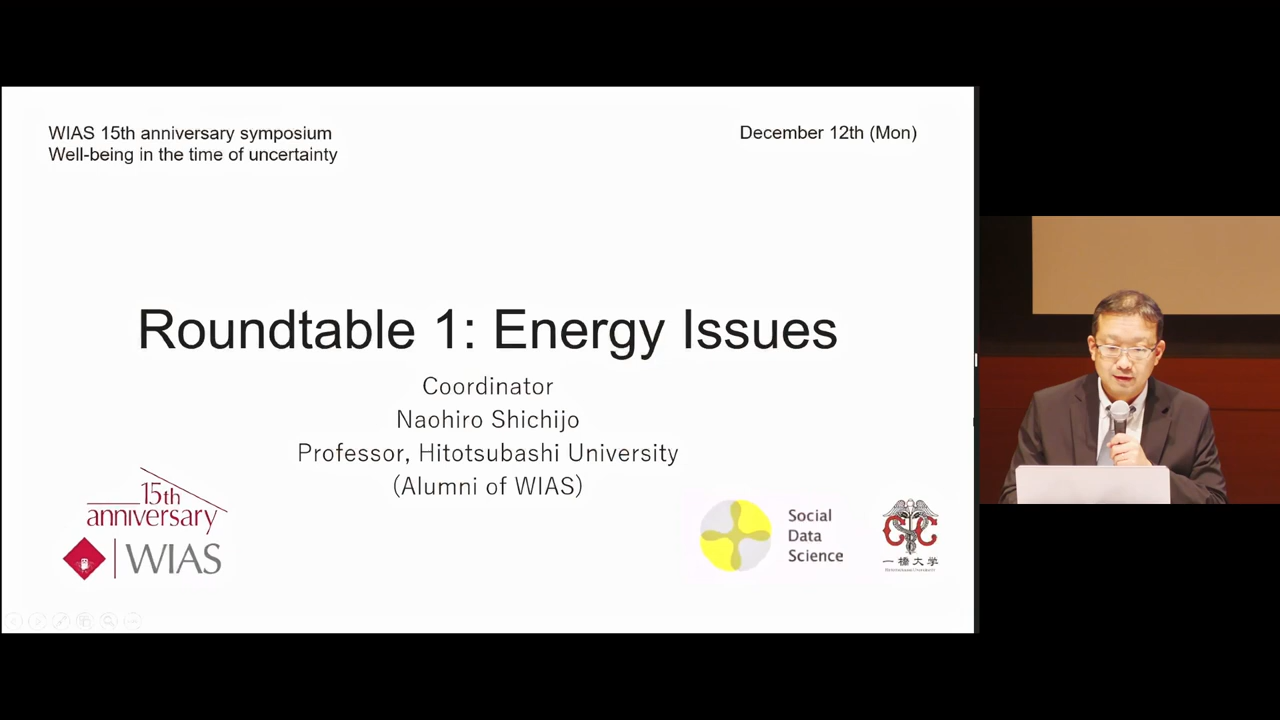 WIAS 15th anniversary symposium
Well-being in the time of uncertainty
December 12th (Mon)
Roundtable 1: Energy Issues
Coordinator
Naohiro Shichijo
Professor, Hitotsubashi University
(Alumni of WIAS)
15th
anniversary
WIAS
Social
Data
Science
一橋大学